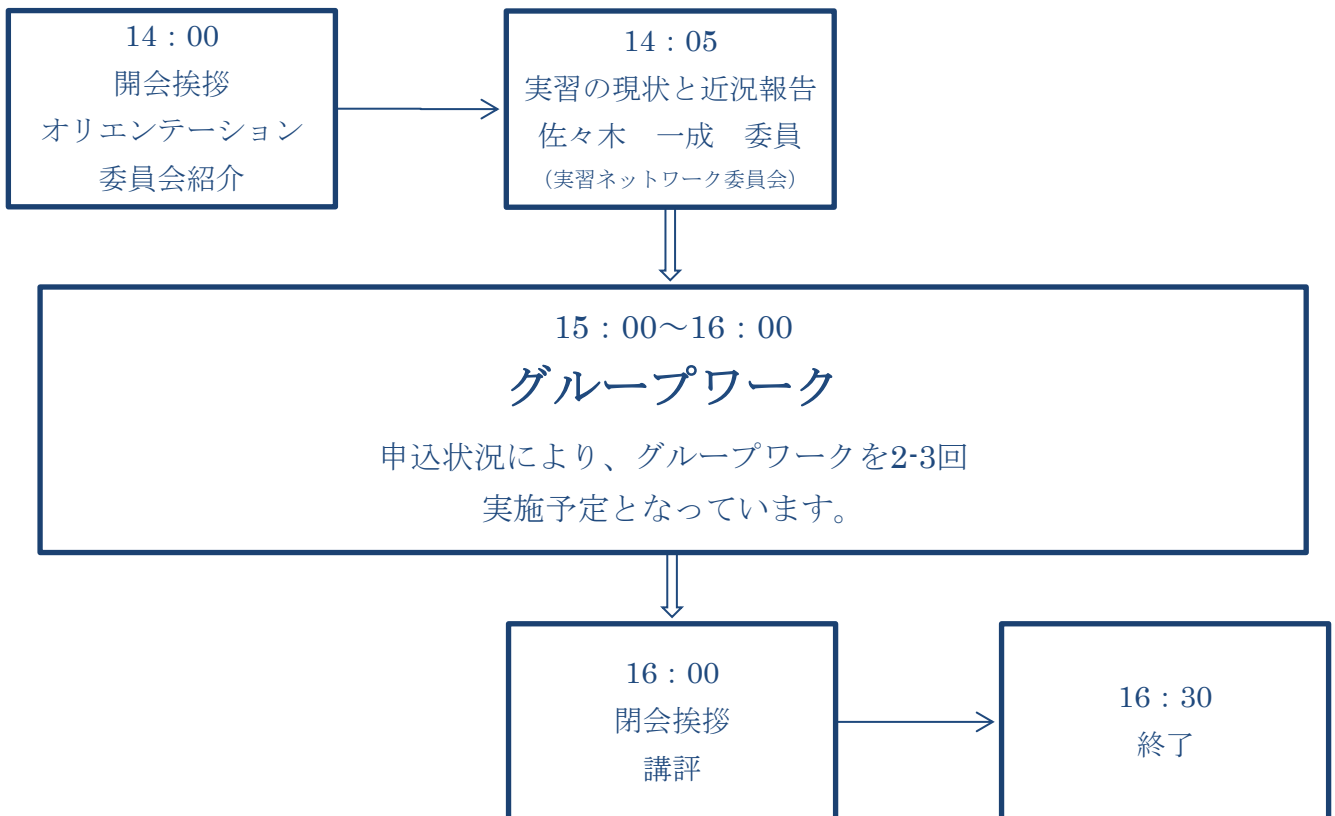 14：00
開会挨拶
オリエンテーション
委員会紹介
14：05
実習の現状と近況報告
佐々木　一成　委員
（実習ネットワーク委員会）
15：00～16：00
グループワーク
申込状況により、グループワークを2-3回
実施予定となっています。
16：00
閉会挨拶
講評
16：30
終了